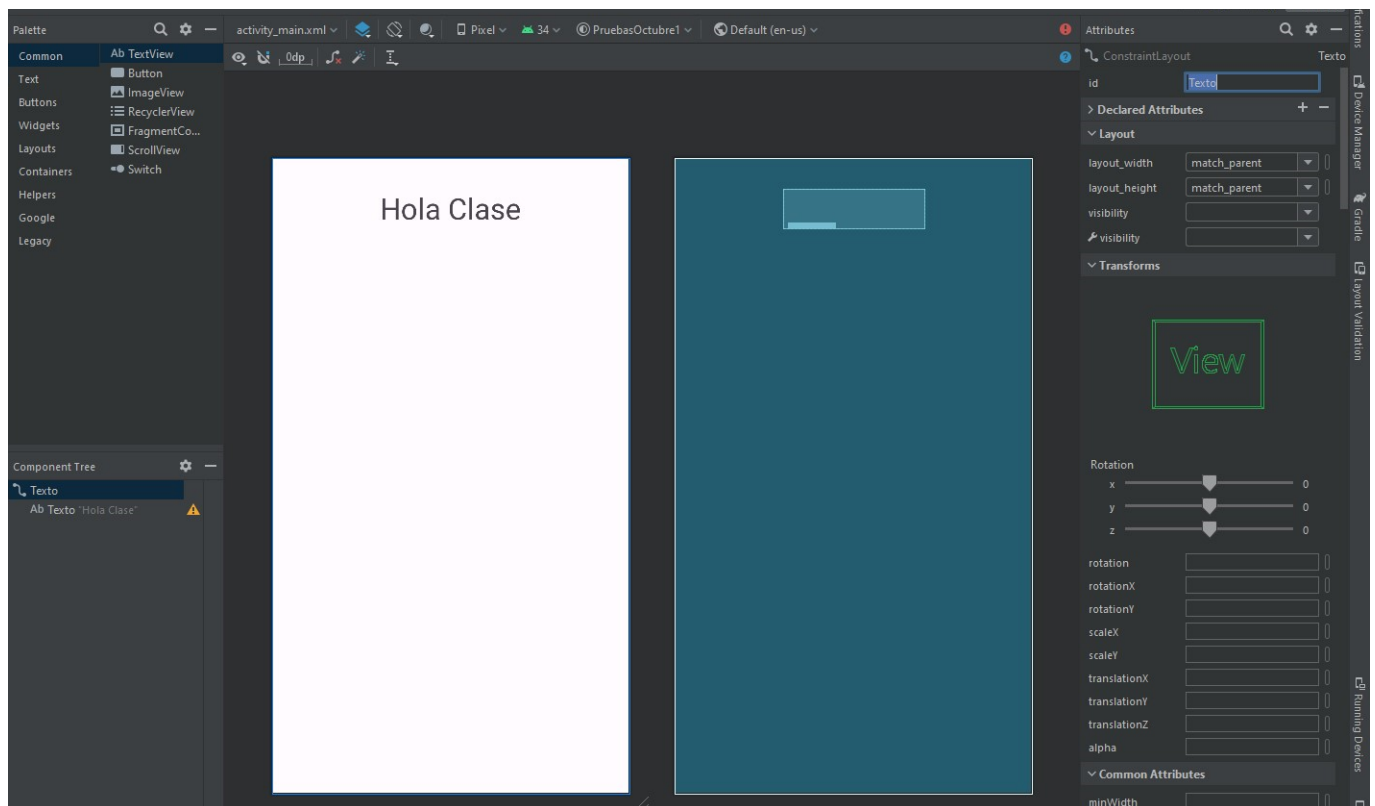 Palette
activity_main.xml
Pixel
34
PruebasOctubre1
Default (en-us)
Attributes
Common
Text
Buttons
Widgets
Layouts
Containers
Helpers
Google
Legacy
Ab TextView
Button
ImageView
RecyclerView
FragmentCo...
ScrollView
Switch
0dp
Hola Clase
Component Tree
Texto
Ab Texto "Hola Clase"
ConstraintLayout Texto
id Texto
Declared Attributes
Layout
layout_width match_parent
layout_height match_parent
visibility
visibility
Transforms
View
Rotation
x 0
y 0
z 0
rotation
rotationX
rotationY
scaleX
scaleY
translationX
translationY
translationZ
alpha
Common Attributes
minWidth
ifications
Device Manager
Gradle
Layout Validation
Running Devices